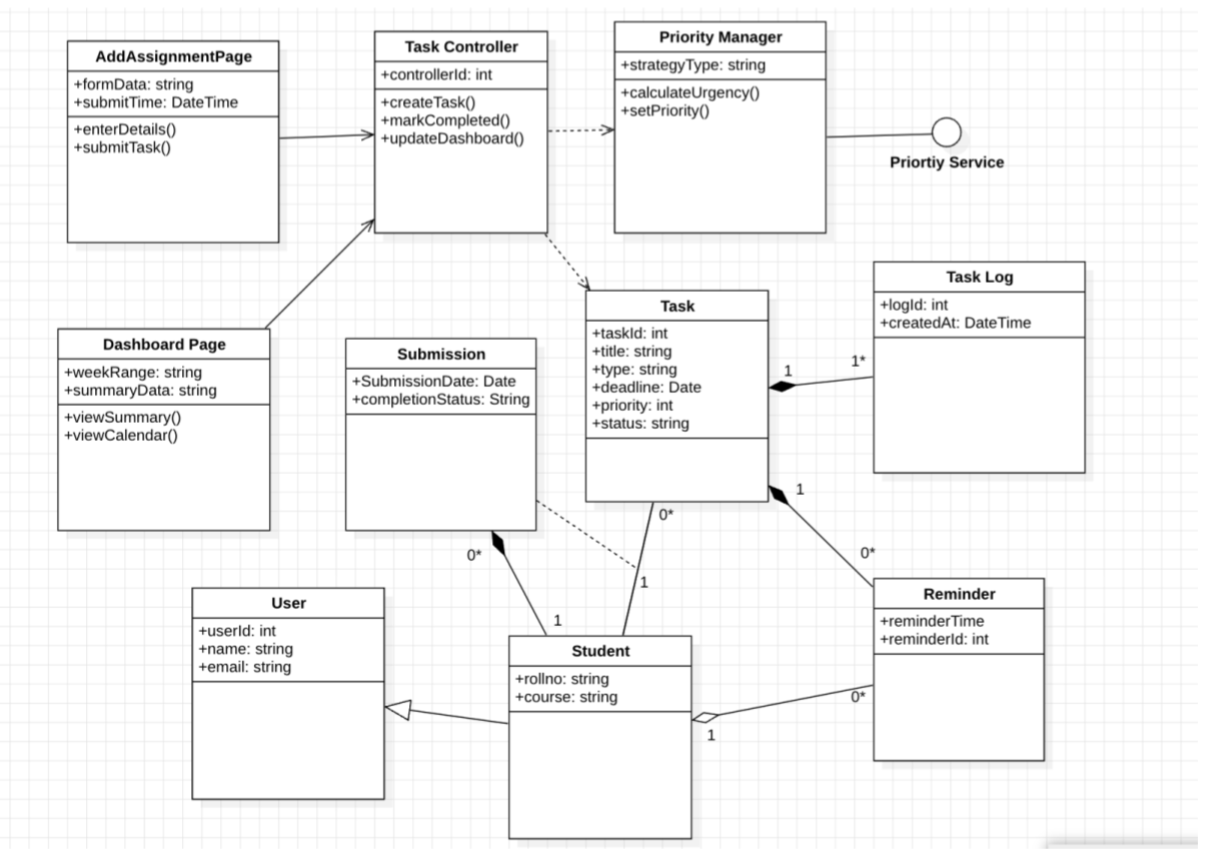 AddAssignmentPage
+formData: string
+submitTime: DateTime
+enterDetails()
+submitTask()
Task Controller
+controllerId: int
+createTask()
+markCompleted()
+updateDashboard()
Priority Manager
+strategyType: string
+calculateUrgency()
+setPriority()
Priortiy Service
Dashboard Page
+weekRange: string
+summaryData: string
+viewSummary()
+viewCalendar()
Submission
+SubmissionDate: Date
+completionStatus: String
Task
+taskId: int
+title: string
+type: string
+deadline: Date
+priority: int
+status: string
1
1*
Task Log
+logId: int
+createdAt: DateTime
1
0*
0*
1
0*
1
User
+userId: int
+name: string
+email: string
Student
+rollno: string
+course: string
1
0*
Reminder
+reminderTime
+reminderId: int